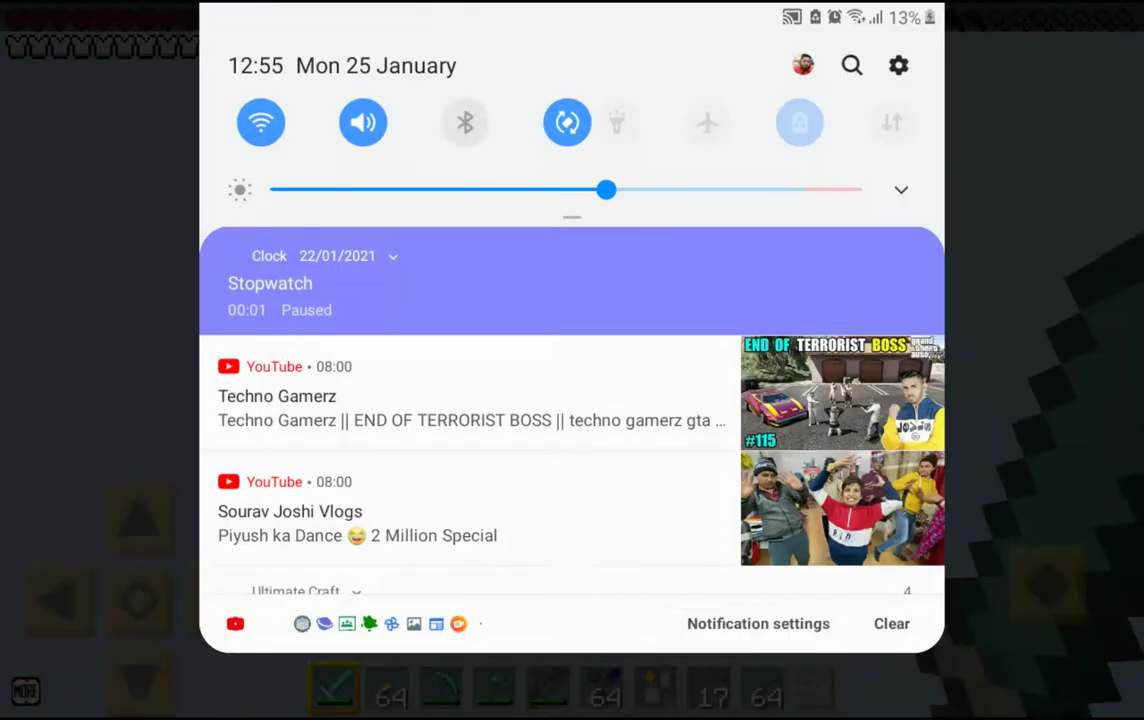 13%
12:55 Mon 25 January
Clock 22/01/2021
Stopwatch
00:01 Paused
YouTube • 08:00
Techno Gamerz
Techno Gamerz || END OF TERRORIST BOSS || techno gamerz gta ...
END OF TERRORIST BOSS
#115
YouTube • 08:00
Sourav Joshi Vlogs
Piyush ka Dance 😂 2 Million Special
Ultimate Craft 4
Notification settings Clear
MORE
64 64 17 64